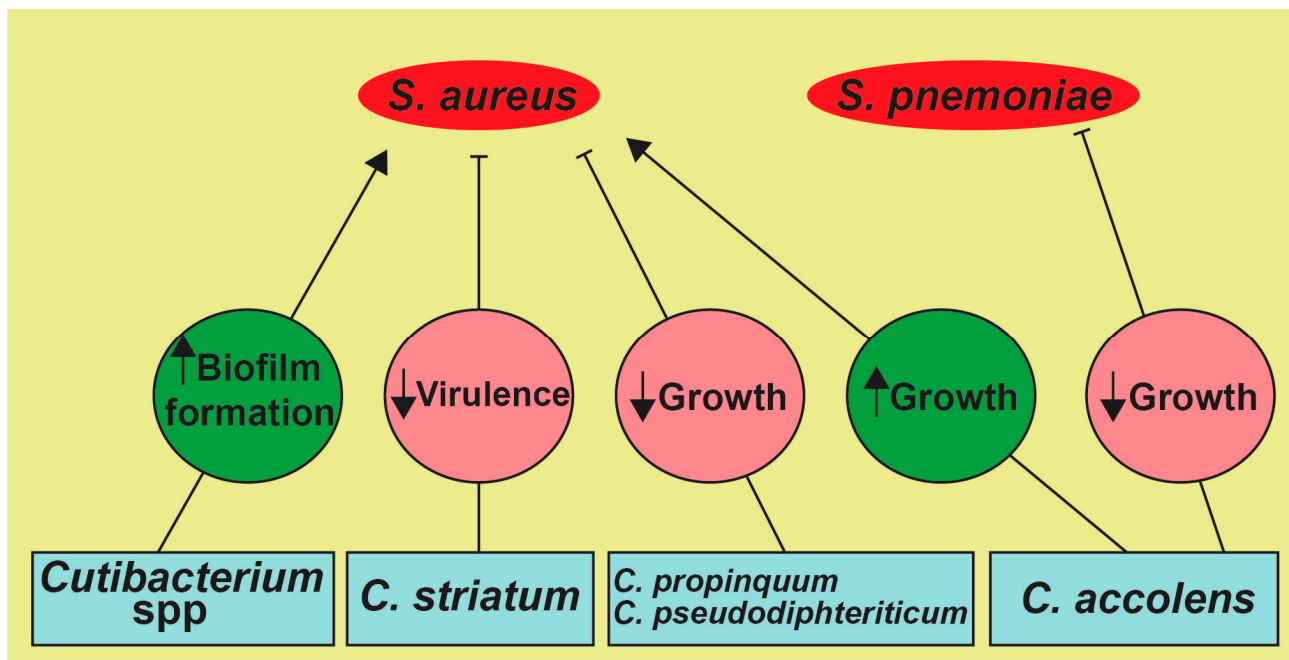 S. aureus
S. pnemoniae
↑Biofilm
formation
↓Virulence
↓Growth
↑Growth
↓Growth
Cutibacterium
spp
C. striatum
C. propinquum
C. pseudodiphteriticum
C. accolens